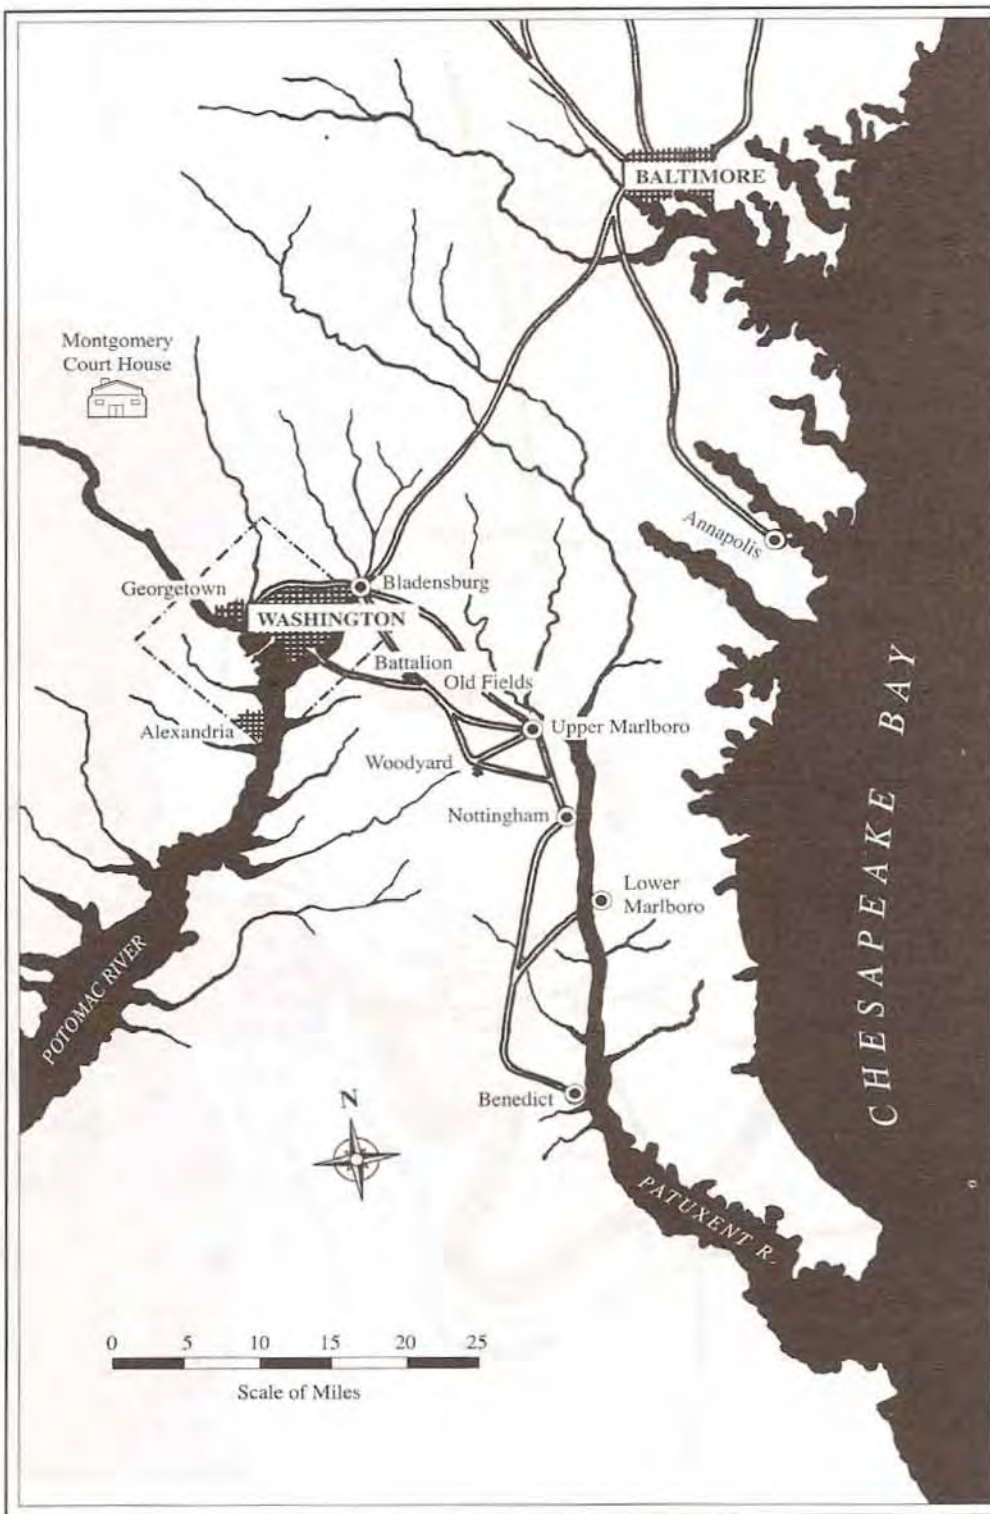 BALTIMORE
Montgomery
Court House
Annapolis
Georgetown
Bladensburg
WASHINGTON
Battalion
Old Fields
Alexandria
Upper Marlboro
Woodyard
Nottingham
Lower
Marlboro
CHESAPEAKE BAY
POTOMAC RIVER
Benedict
N
PATUXENT R.
0 5 10 15 20 25
Scale of Miles